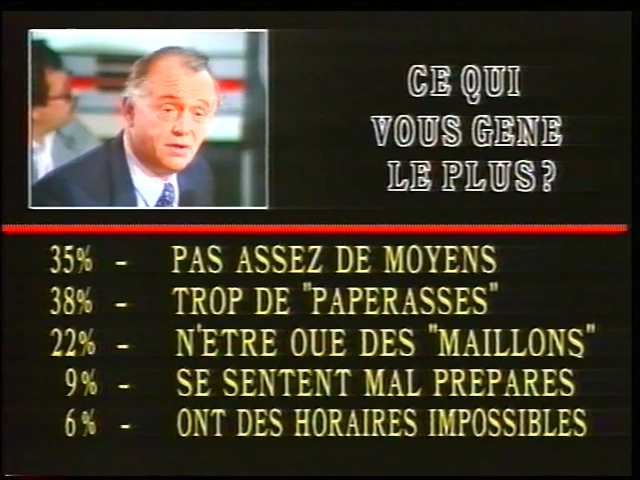 CE QUI
VOUS GENE
LE PLUS?
35% - PAS ASSEZ DE MOYENS
38% - TROP DE "PAPERASSES"
22% - N'ETRE QUE DES "MAILLONS"
9% - SE SENTENT MAL PREPARES
6% - ONT DES HORAIRES IMPOSSIBLES